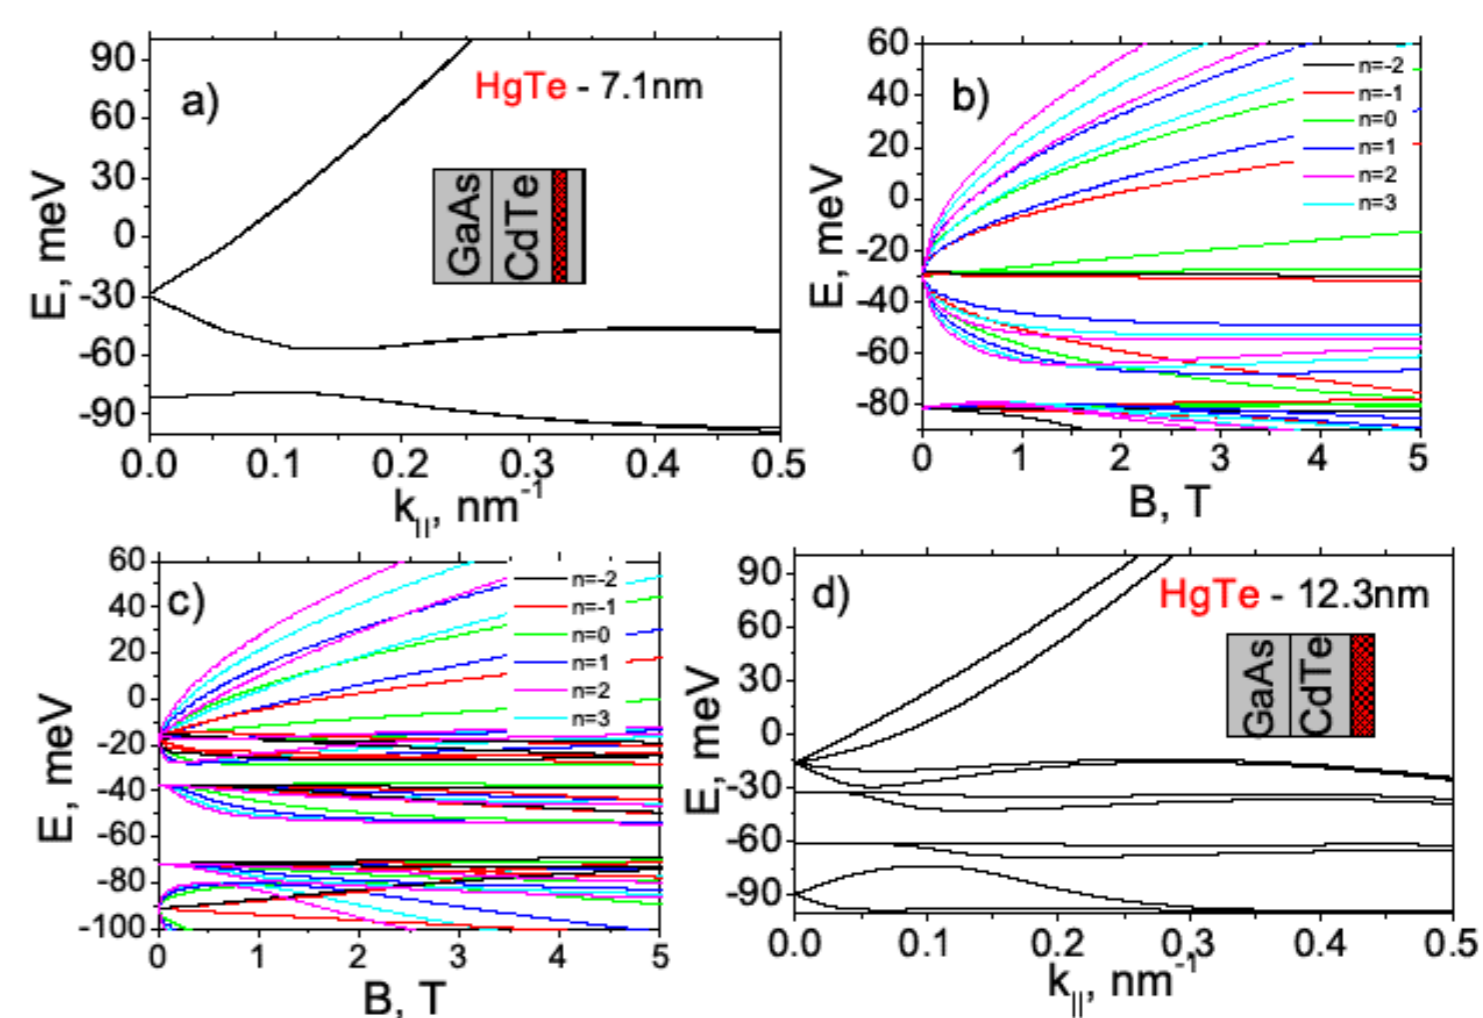 a)
HgTe - 7.1nm
GaAs
CdTe
E, meV
90
60
30
0
-30
-60
-90
0.0 0.1 0.2 0.3 0.4 0.5
k||, nm-1
b)
n=-2
n=-1
n=0
n=1
n=2
n=3
E, meV
60
40
20
0
-20
-40
-60
-80
0 1 2 3 4 5
B, T
c)
n=-2
n=-1
n=0
n=1
n=2
n=3
E, meV
60
40
20
0
-20
-40
-60
-80
-100
0 1 2 3 4 5
B, T
d)
HgTe - 12.3nm
GaAs
CdTe
E, meV
90
60
30
0
-30
-60
-90
0.0 0.1 0.2 0.3 0.4 0.5
k||, nm-1